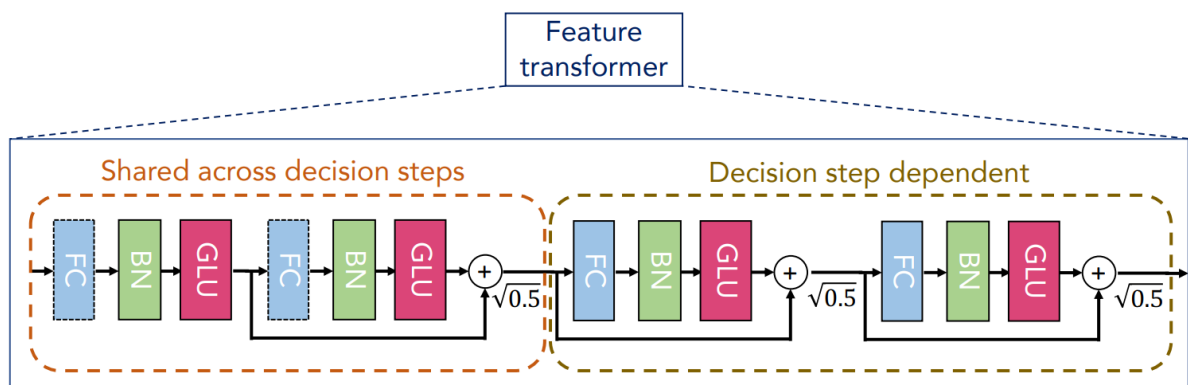 Feature
transformer
Shared across decision steps
Decision step dependent
FC
BN
GLU
FC
BN
GLU
+
√0.5
FC
BN
GLU
+
√0.5
FC
BN
GLU
+
√0.5